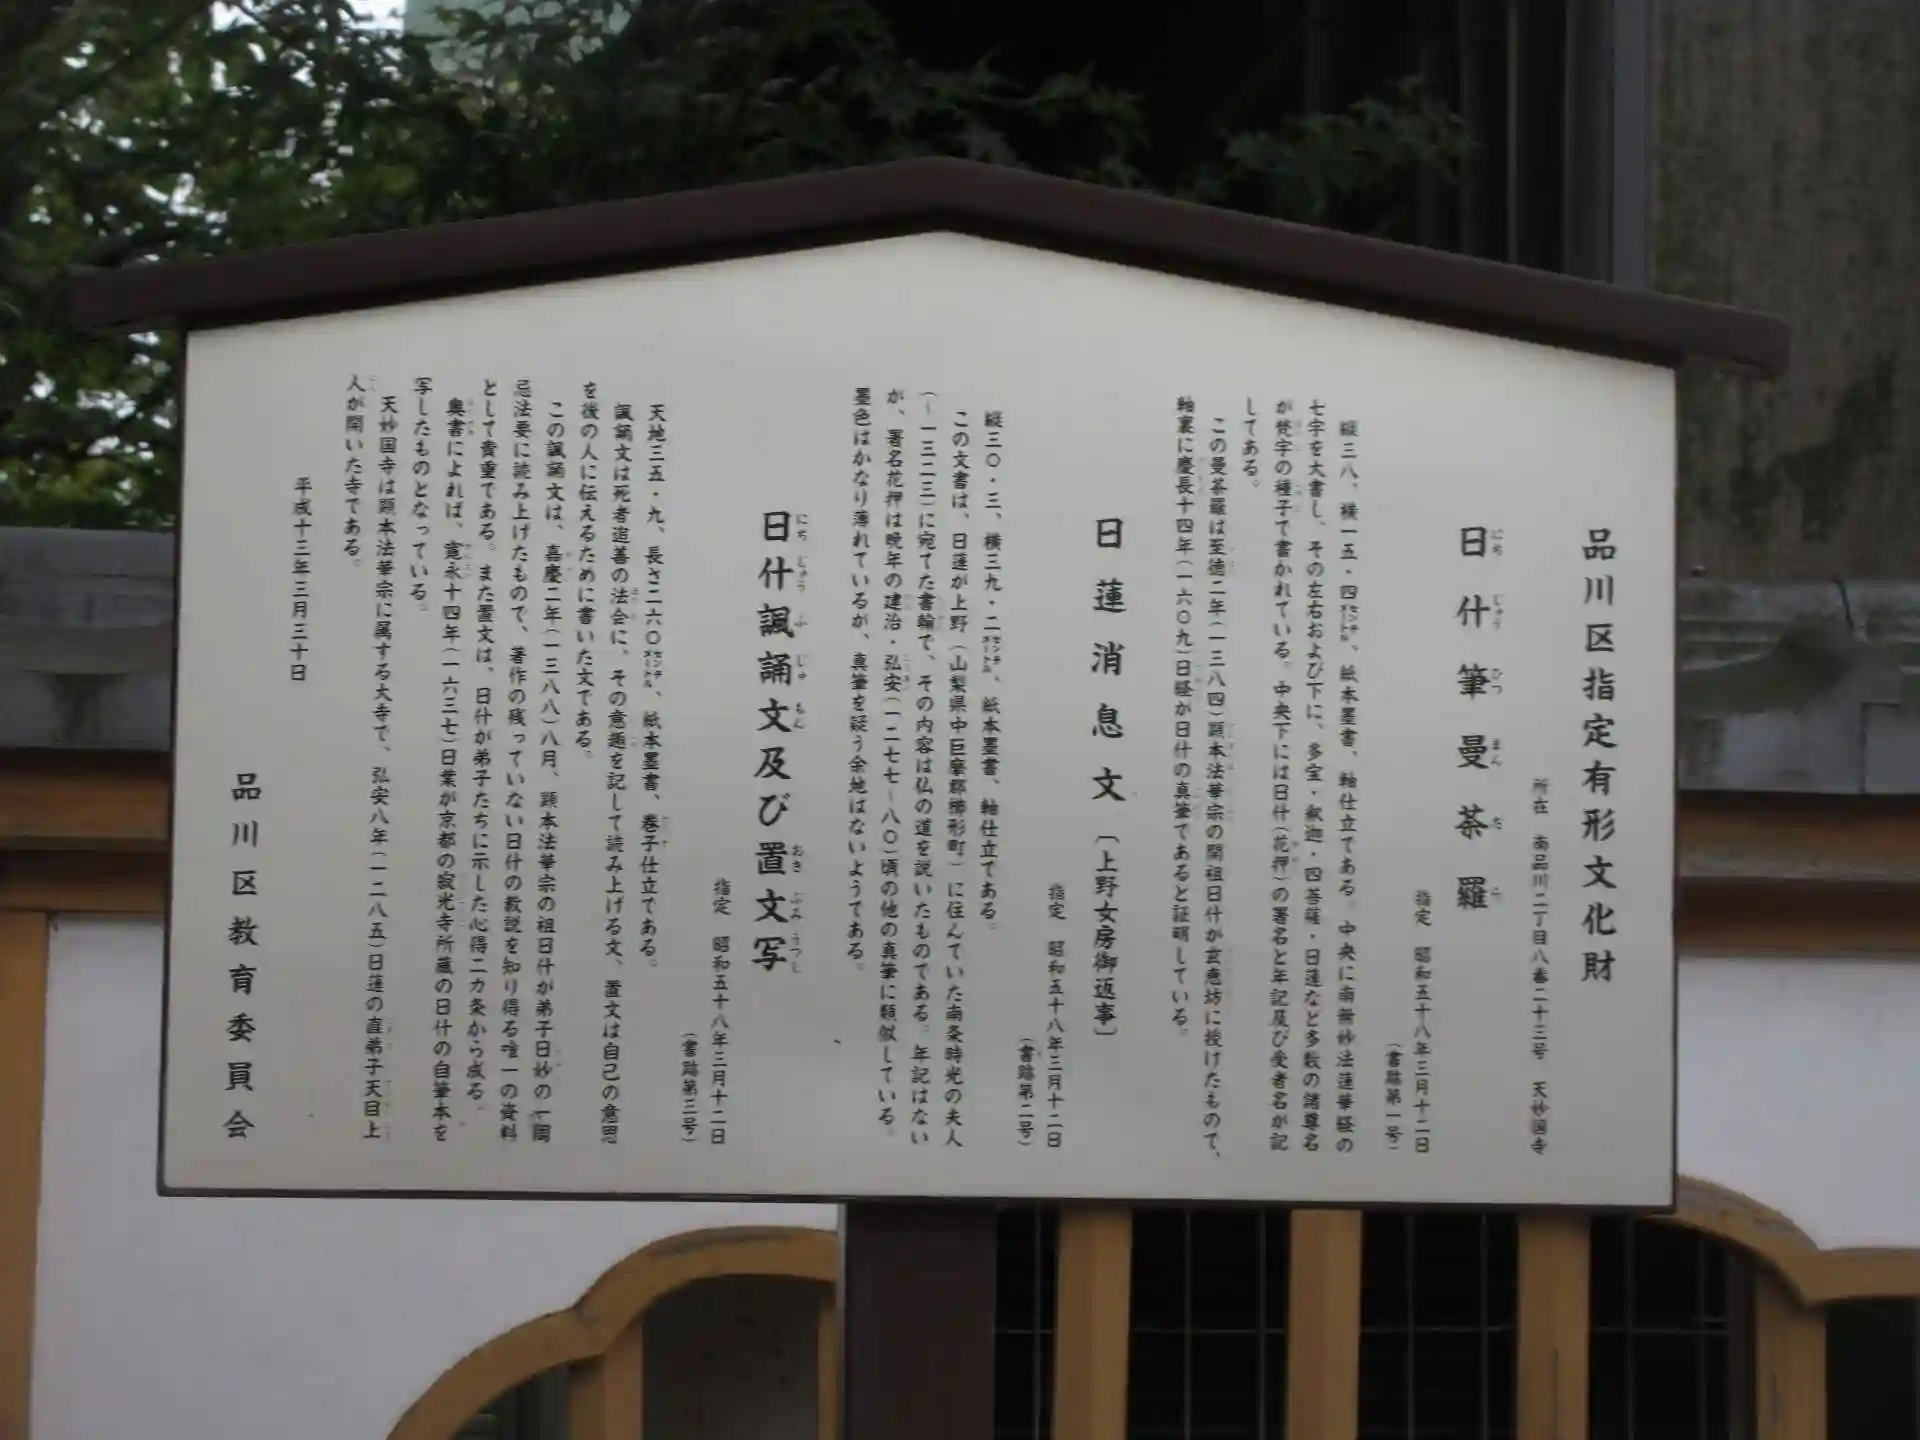 品川区指定有形文化財
所在 南品川二丁目八番二十三号 天妙国寺
日什筆曼荼羅
指定 昭和五十八年三月十二日
(書跡第一号)
縦三八、横一五・四センチメートル、紙本墨書、軸仕立てである。中央に南無妙法蓮華経の
七字を大書し、その左右および下に、多宝・釈迦・四菩薩・日蓮など多数の諸尊名
が梵字の種子で書かれている。中央下には日什(花押)の署名と年記及び受者名が記
してある。
この曼荼羅は至徳二年(一三八四)顕本法華宗の開祖日什が玄恵坊に授けたもので、
軸裏に慶長十四年(一六〇九)日経が日什の真筆であると証明している。
日蓮消息文〔上野女房御返事〕
指定 昭和五十八年三月十二日
(書跡第二号)
縦三〇・三、横三九・二センチメートル、紙本墨書、軸仕立である。
この文書は、日蓮が上野(山梨県中巨摩郡櫛形町)に住んでいた南条時光の夫人
(〜一三二三)に宛てた書輪で、その内容は仏の道を説いたものである。年記はない
が、署名花押は晩年の建治・弘安(一二七七〜八〇)頃の他の真筆に類似している。
墨色はかなり薄れているが、真筆を疑う余地はないようである。
日什諷誦文及び置文写
指定 昭和五十八年三月十二日
(書跡第三号)
天地三五・九、長さ二六〇センチメートル、紙本墨書、巻子仕立である。
諷誦文は死者追善の法会に、その意趣を記して読み上げる文、置文は自己の意思
を後の人に伝えるために書いた文である。
この諷誦文は、嘉慶二年(一三八八)八月、顕本法華宗の祖日什が弟子日妙の一周
忌法要に読み上げたもので、著作の残っていない日什の教説を知り得る唯一の資料
として貴重である。また置文は、日什が弟子たちに示した心得二カ条から成る。
奥書によれば、寛永十四年(一六三七)日業が京都の寂光寺所蔵の日什の自筆本を
写したものとなっている。
天妙国寺は顕本法華宗に属する大寺で、弘安八年(一二八五)日蓮の直弟子天目上
人が開いた寺である。
平成十三年三月三十日
品川区教育委員会